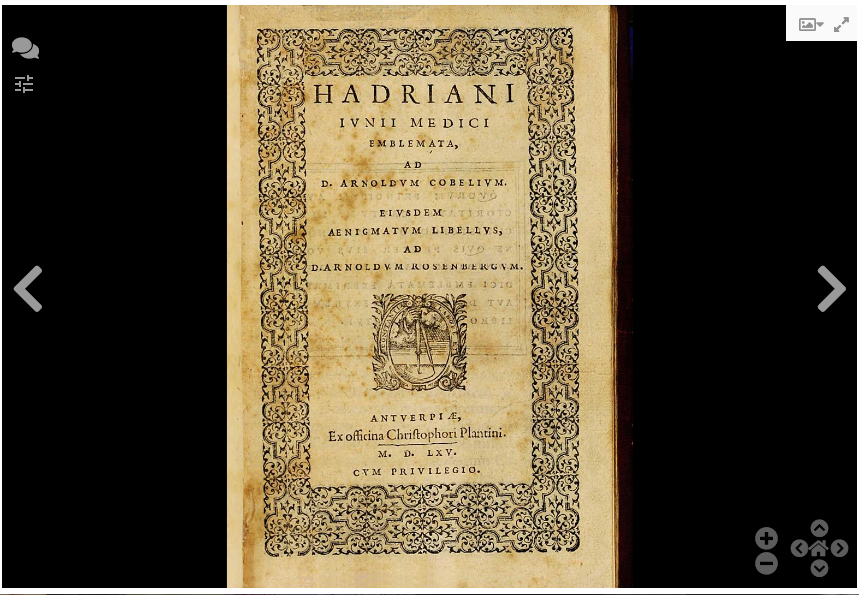 HADRIANI
IVNII MEDICI
EMBLEMATA,
AD
D. ARNOLDVM COBELIVM.
EIVSDEM
AENIGMATVM LIBELLVS,
AD
D. ARNOLDVM ROSENBERGVM.
ANTVERPIÆ,
Ex officina Chriſtophori Plantini.
M. D. LXV.
CVM PRIVILEGIO.